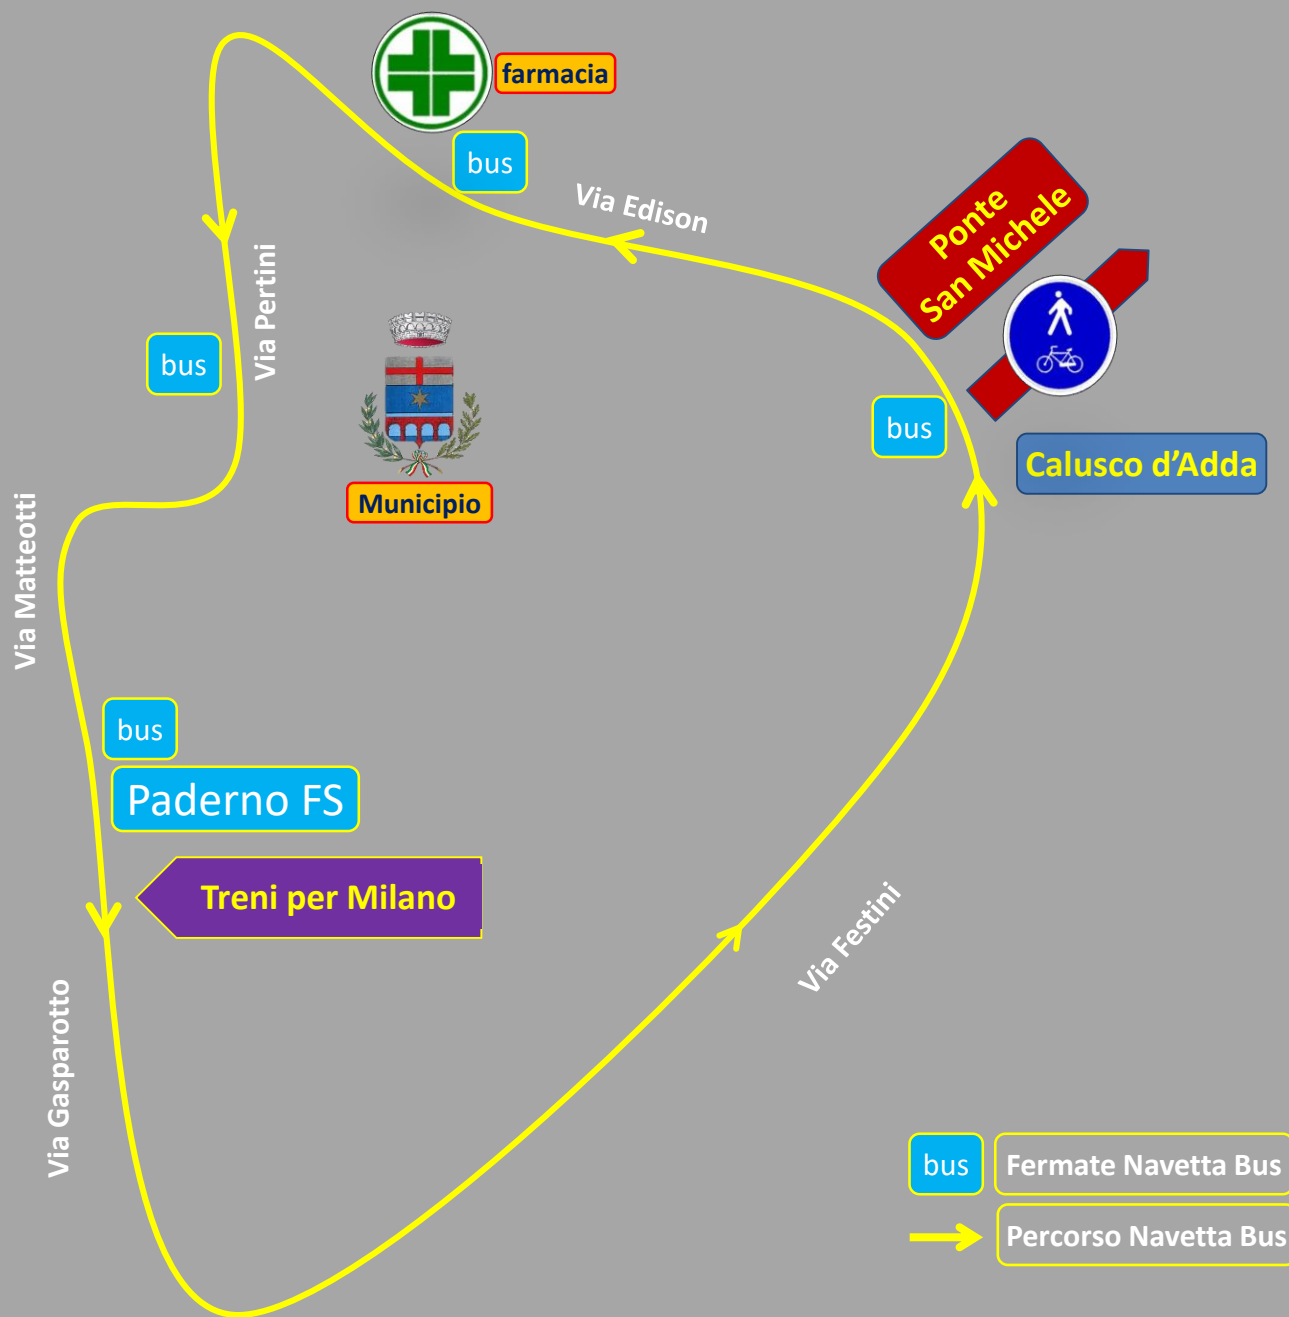 farmacia
bus
Via Edison
Ponte
San Michele
Via Pertini
bus
bus
Calusco d’Adda
Municipio
Via Matteotti
bus
Paderno FS
Treni per Milano
Via Festini
Via Gasparotto
bus
Fermate Navetta Bus
Percorso Navetta Bus